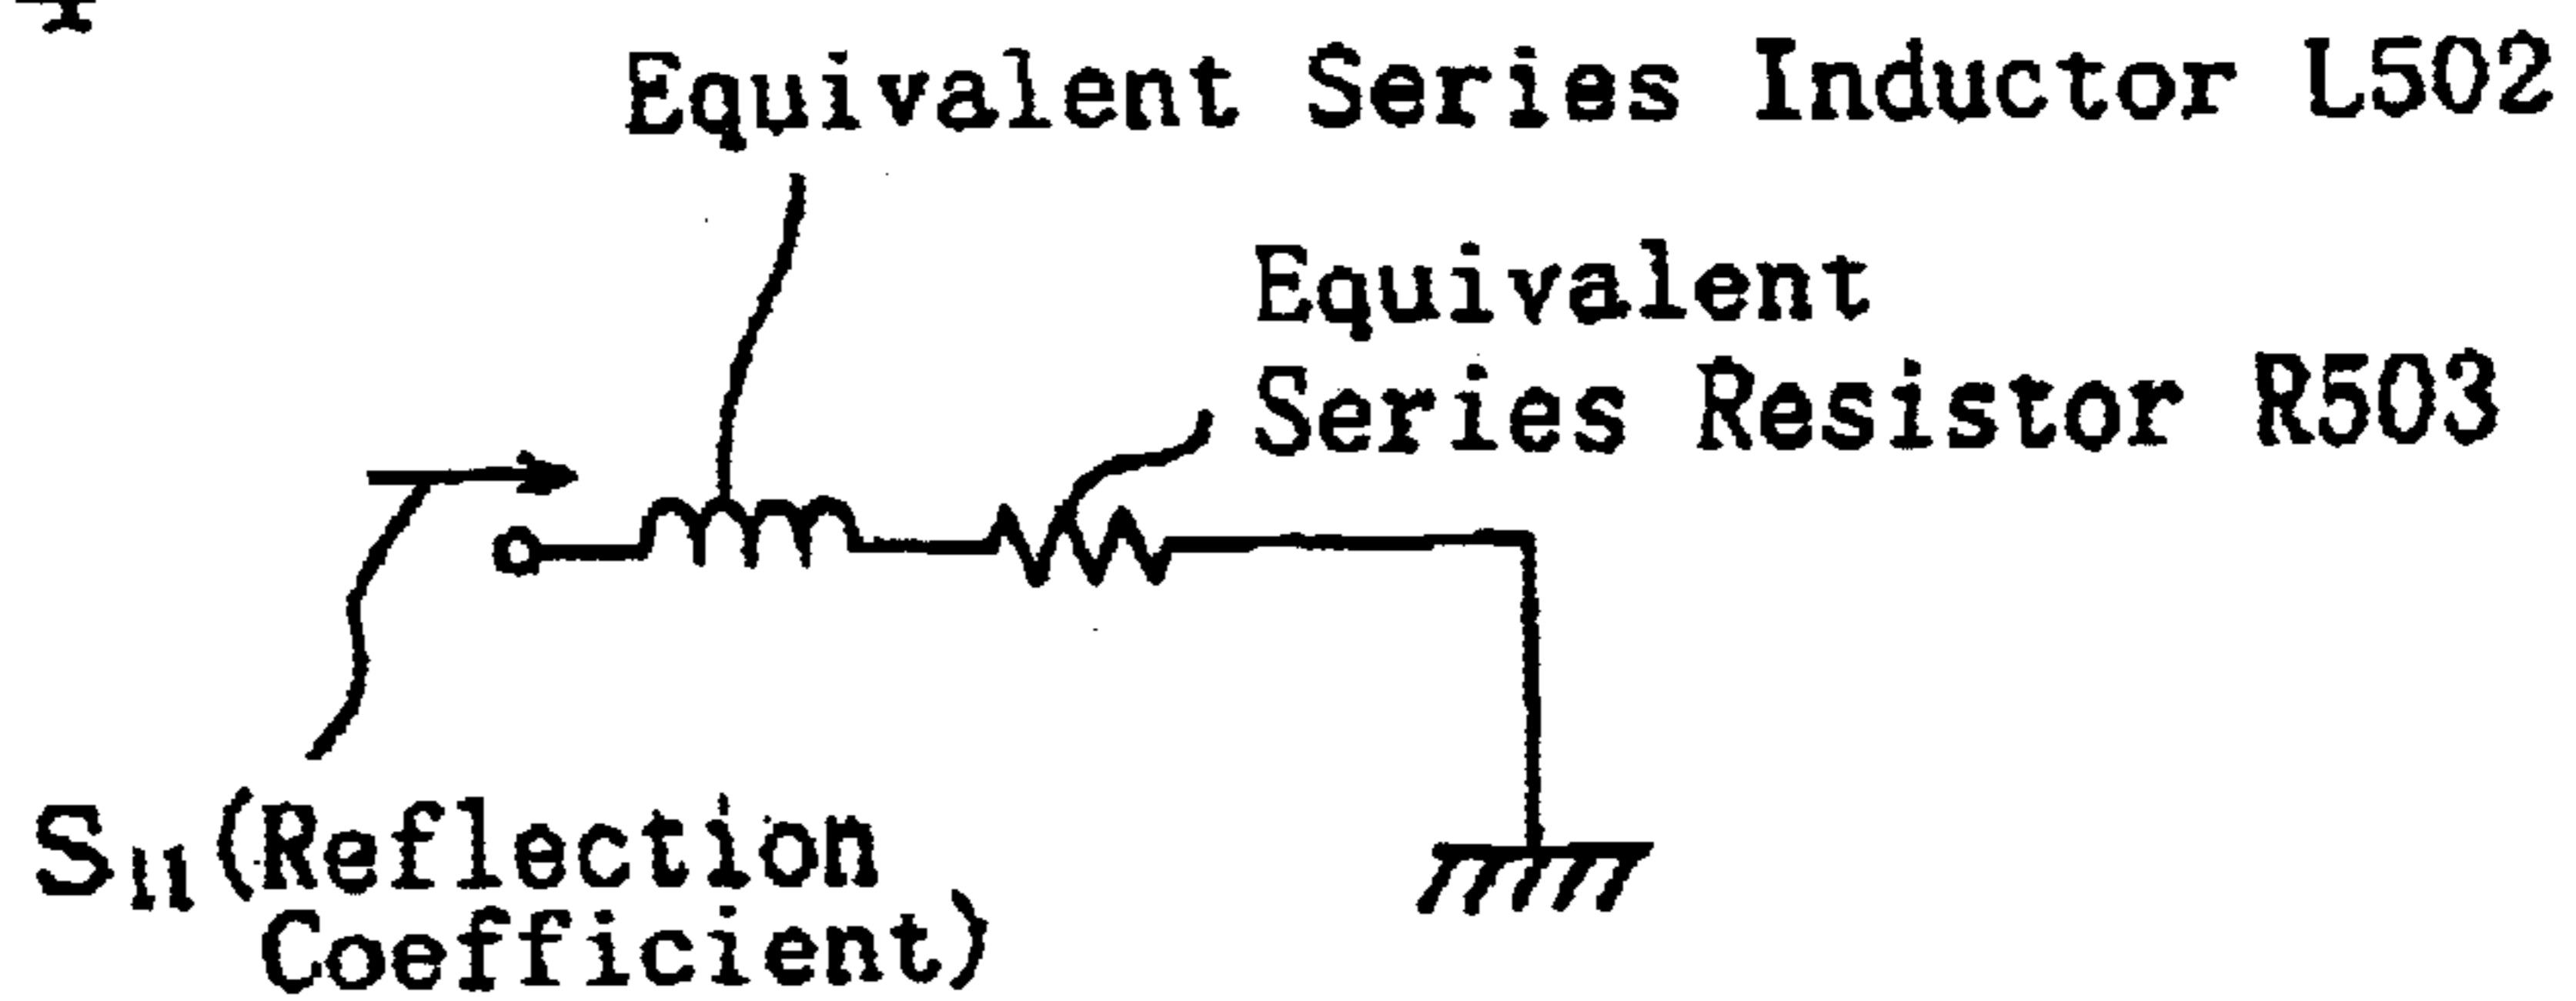 Equivalent Series Inductor L502
Equivalent
Series Resistor R503
S11(Reflection
Coefficient)